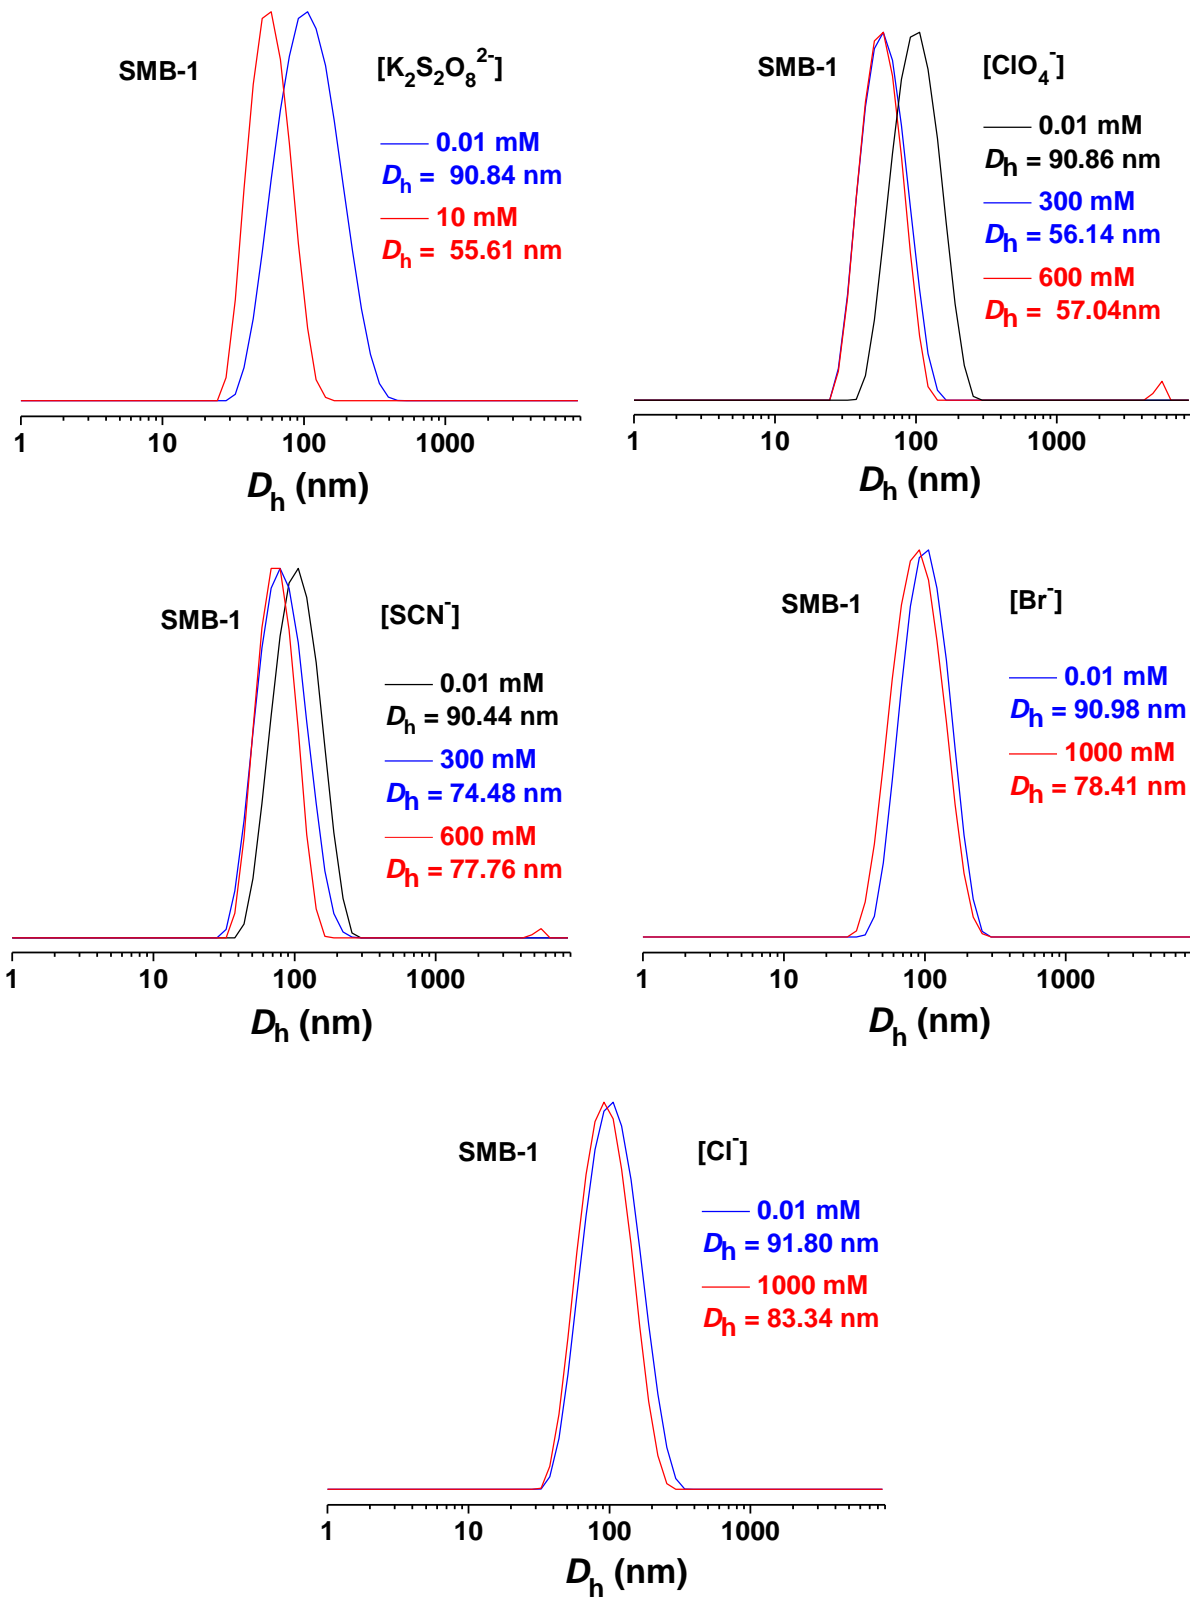 SMB-1
[K2S2O8^2-]
0.01 mM
Dh = 90.84 nm
10 mM
Dh = 55.61 nm
1 10 100 1000
Dh (nm)
SMB-1
[ClO4^-]
0.01 mM
Dh = 90.86 nm
300 mM
Dh = 56.14 nm
600 mM
Dh = 57.04nm
1 10 100 1000
Dh (nm)
SMB-1
[SCN^-]
0.01 mM
Dh = 90.44 nm
300 mM
Dh = 74.48 nm
600 mM
Dh = 77.76 nm
1 10 100 1000
Dh (nm)
SMB-1
[Br^-]
0.01 mM
Dh = 90.98 nm
1000 mM
Dh = 78.41 nm
1 10 100 1000
Dh (nm)
SMB-1
[Cl^-]
0.01 mM
Dh = 91.80 nm
1000 mM
Dh = 83.34 nm
1 10 100 1000
Dh (nm)